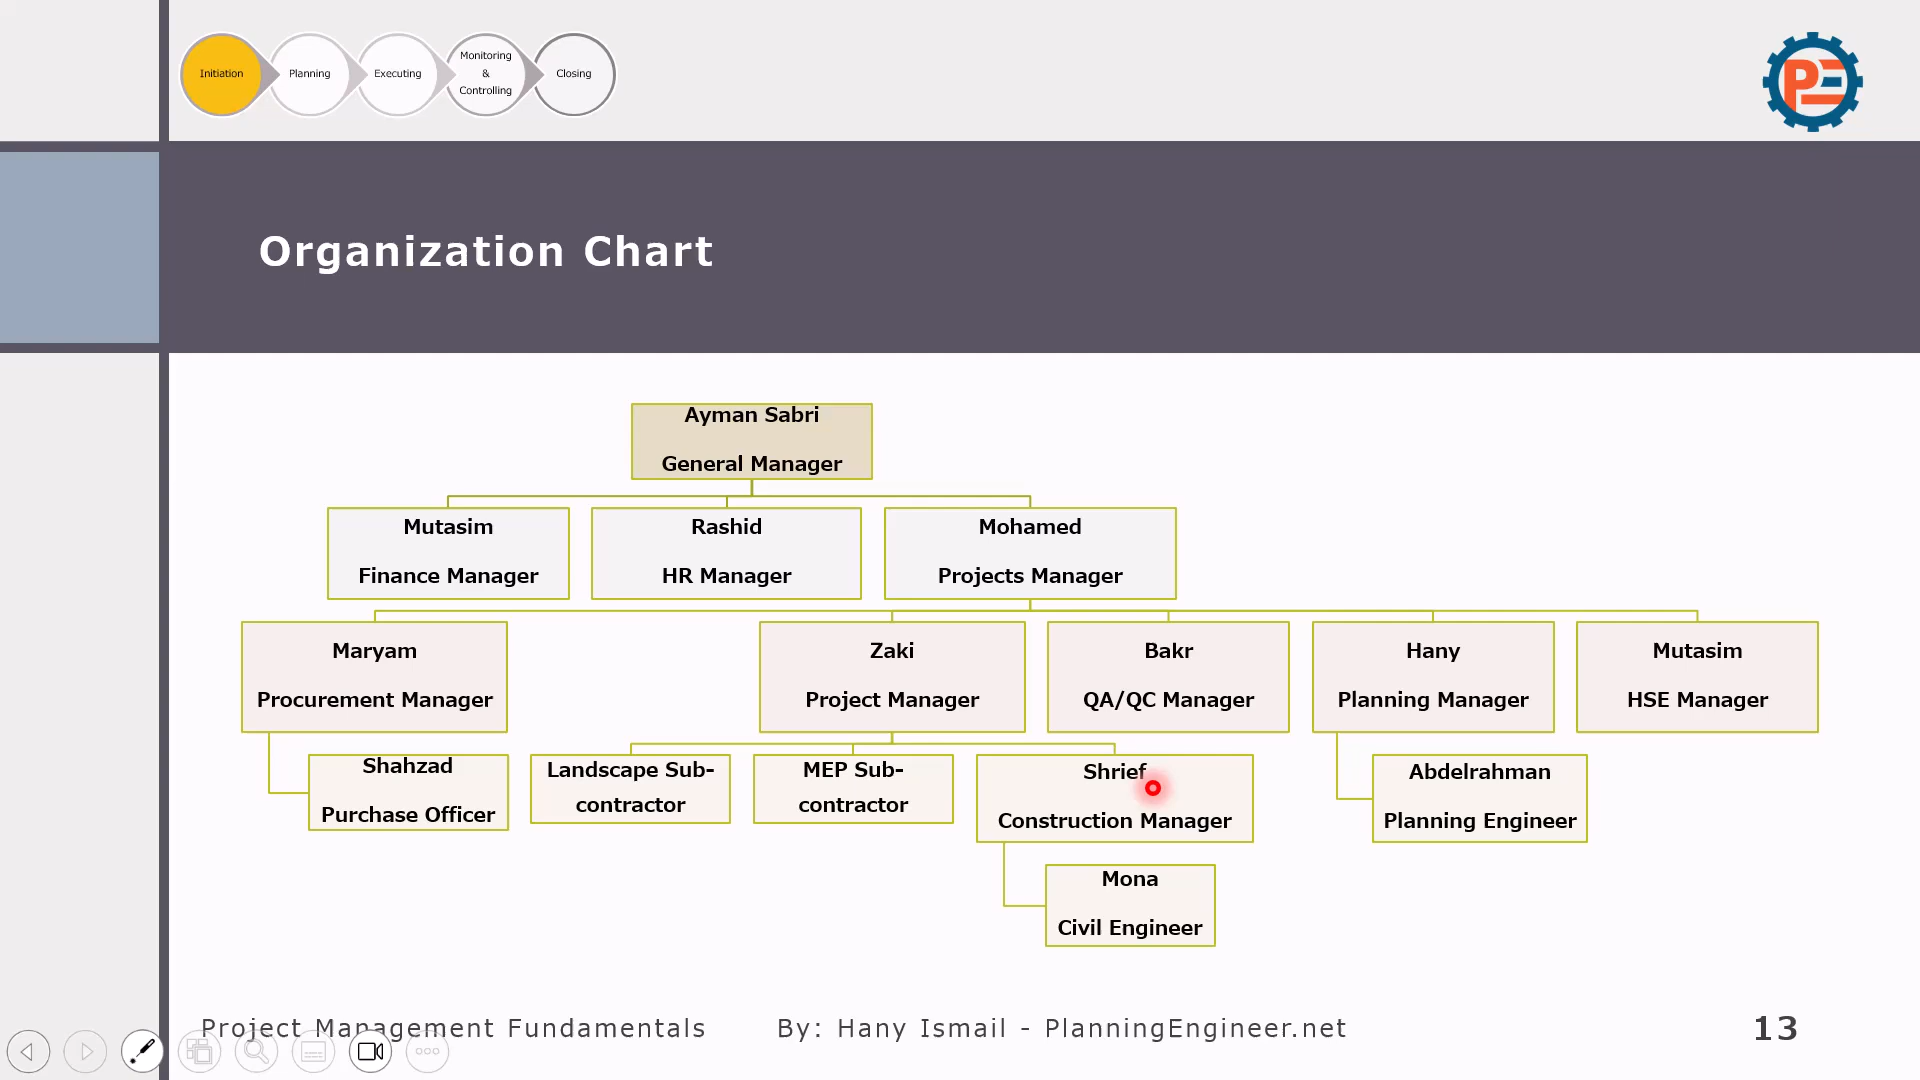 Initiation
Planning
Executing
Monitoring
&
Controlling
Closing
PE
Organization Chart
Ayman Sabri
General Manager
Mutasim
Finance Manager
Rashid
HR Manager
Mohamed
Projects Manager
Maryam
Procurement Manager
Zaki
Project Manager
Bakr
QA/QC Manager
Hany
Planning Manager
Mutasim
HSE Manager
Shahzad
Purchase Officer
Landscape Sub-
contractor
MEP Sub-
contractor
Shrief
Construction Manager
Abdelrahman
Planning Engineer
Mona
Civil Engineer
Project Management Fundamentals
By: Hany Ismail - PlanningEngineer.net
13